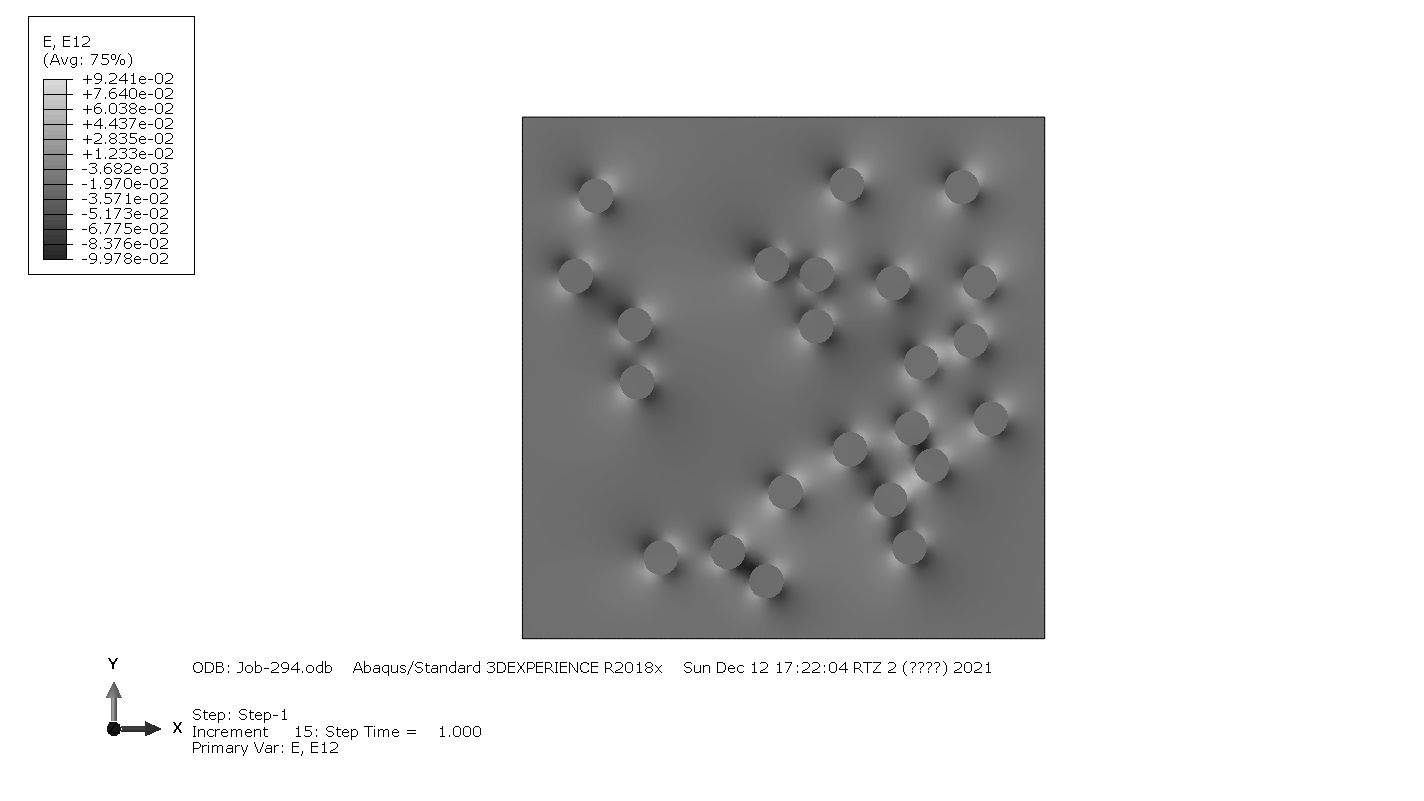 E, E12
(Avg: 75%)
+9.241e-02
+7.640e-02
+6.038e-02
+4.437e-02
+2.835e-02
+1.233e-02
-3.682e-03
-1.970e-02
-3.571e-02
-5.173e-02
-6.775e-02
-8.376e-02
-9.978e-02
Y
X
ODB: Job-294.odb Abaqus/Standard 3DEXPERIENCE R2018x Sun Dec 12 17:22:04 RTZ 2 (????) 2021
Step: Step-1
Increment 15: Step Time = 1.000
Primary Var: E, E12